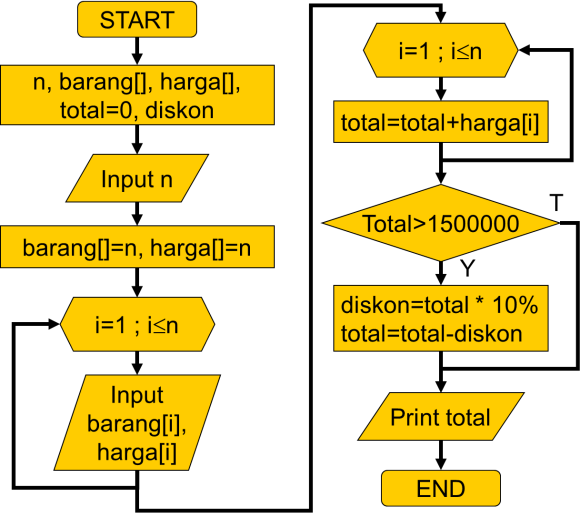 START
n, barang[], harga[],
total=0, diskon
Input n
barang[]=n, harga[]=n
i=1 ; i≤n
Input
barang[i],
harga[i]
i=1 ; i≤n
total=total+harga[i]
Total>1500000
T
Y
diskon=total * 10%
total=total-diskon
Print total
END